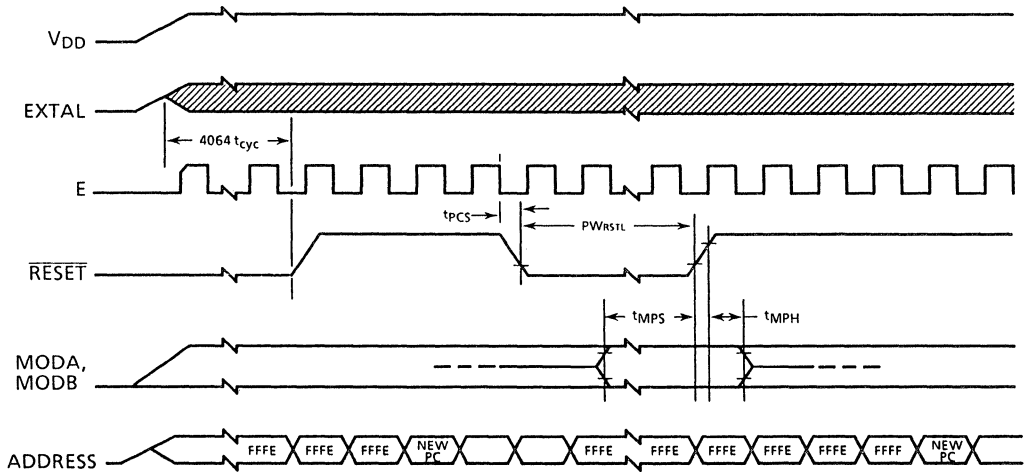 VDD
EXTAL
4064 tcyc
E
tPCS
PWRSTL
RESET
tMPS
tMPH
MODA,
MODB
ADDRESS
FFFE FFFE FFFE NEW PC FFFE FFFE FFFE FFFE FFFE FFFE NEW PC